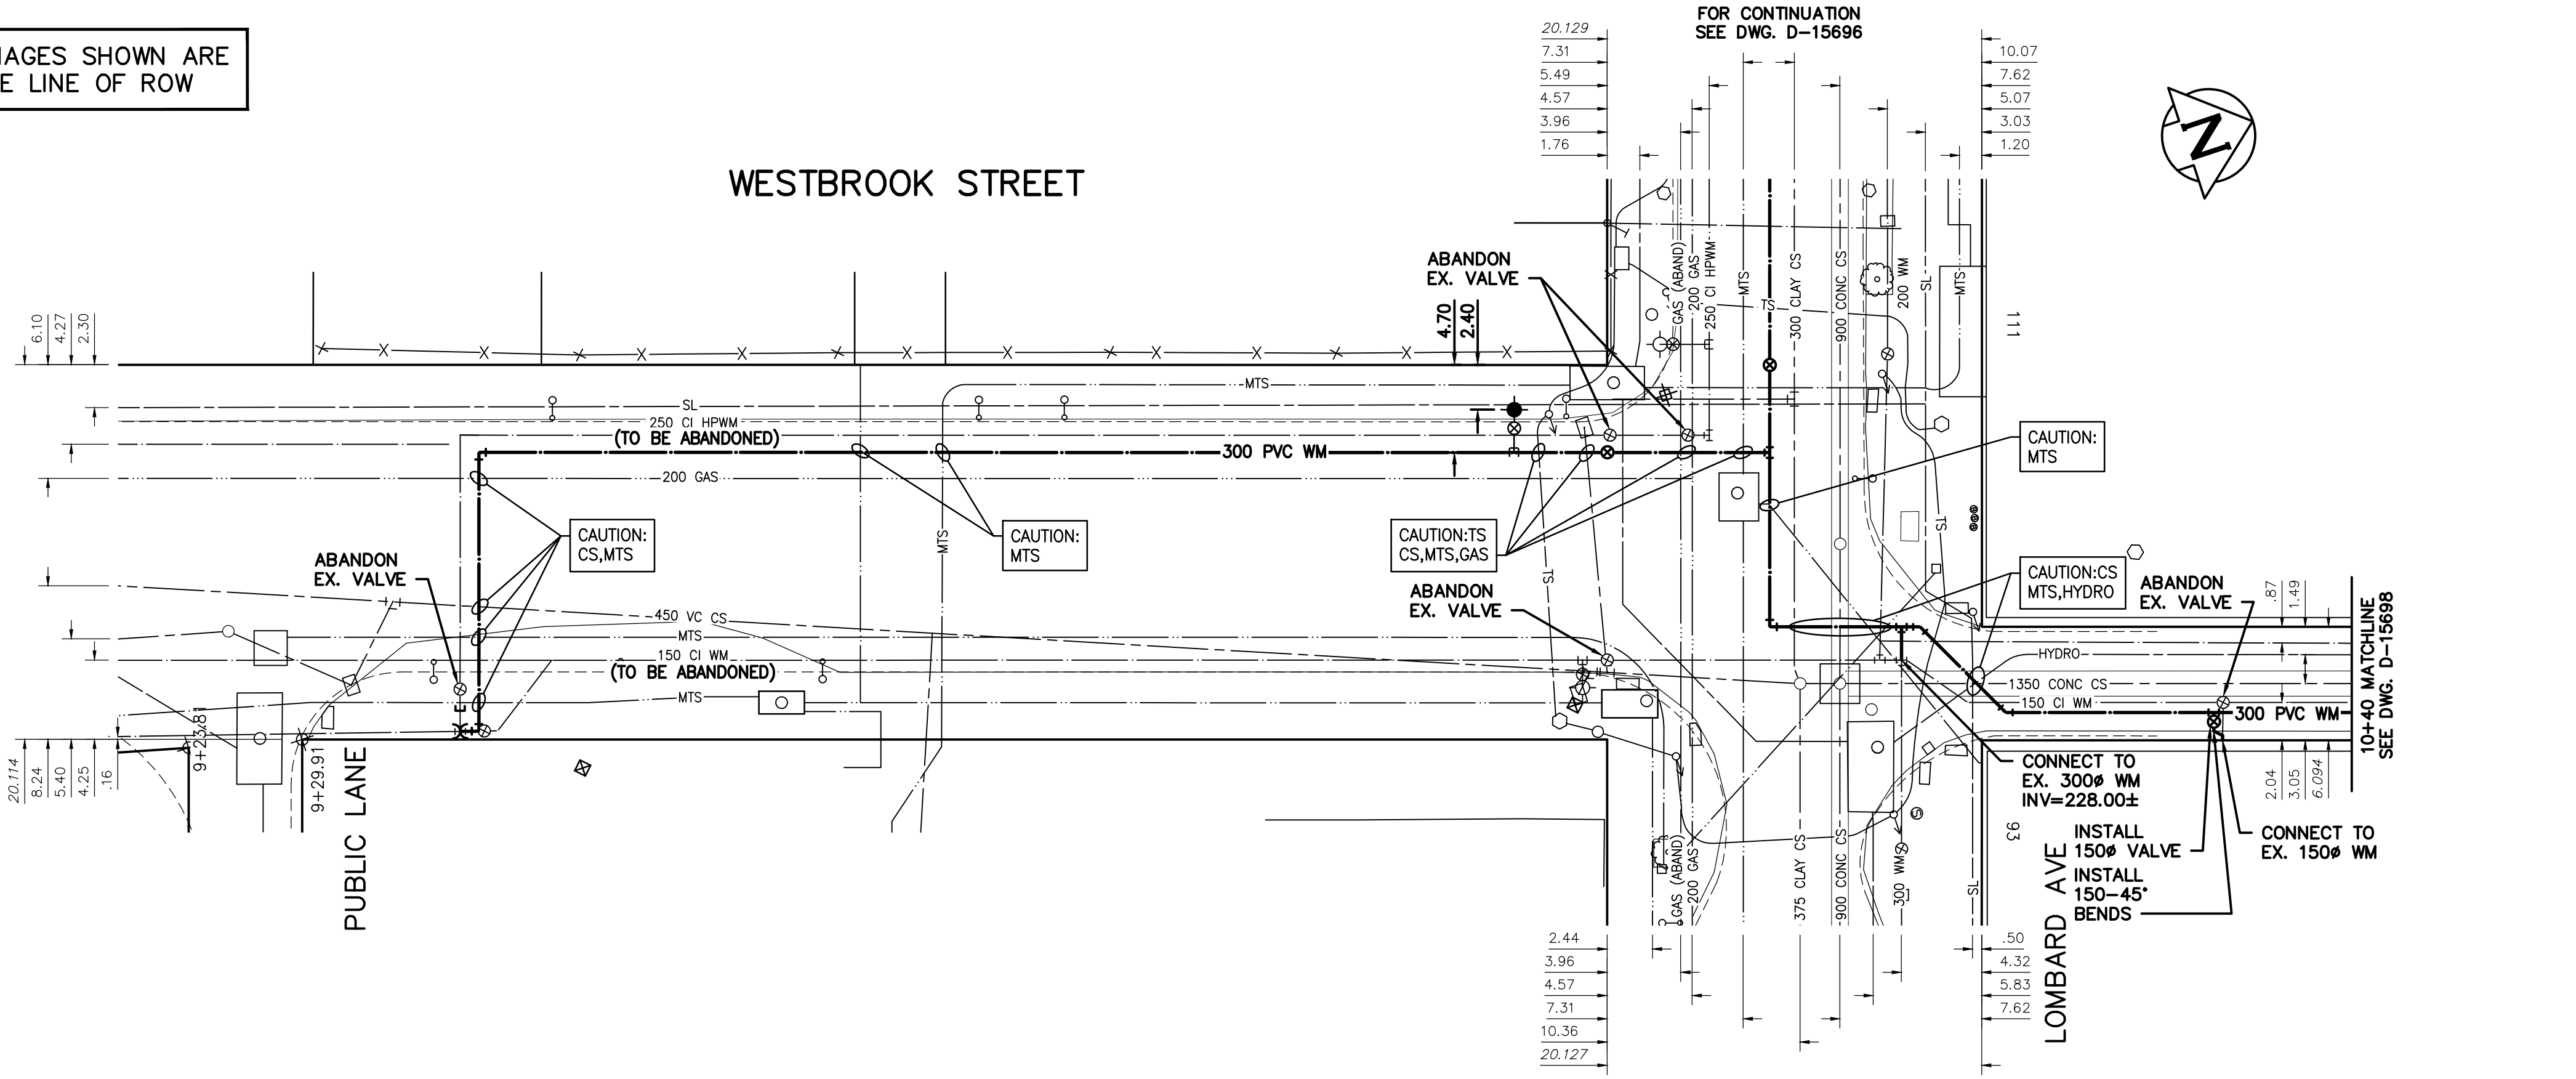 IAGES SHOWN ARE
E LINE OF ROW
WESTBROOK STREET
FOR CONTINUATION
SEE DWG. D-15696
20.129
7.31
5.49
4.57
3.96
1.76
10.07
7.62
5.07
3.03
1.20
N
ABANDON
EX. VALVE
GAS (ABAND)
200 GAS
250 CI HPWM
MTS
TS
300 CLAY CS
900 CONC CS
200 WM
SL
MTS
111
4.70
2.40
6.10
4.27
2.30
MTS
SL
250 CI HPWM
(TO BE ABANDONED)
300 PVC WM
200 GAS
CAUTION:
MTS
CAUTION:
CS,MTS
MTS
CAUTION:
MTS
CAUTION:TS
CS,MTS,GAS
TS
TS
ABANDON
EX. VALVE
ABANDON
EX. VALVE
CAUTION:CS
MTS,HYDRO
ABANDON
EX. VALVE
.87
1.49
10+40 MATCHLINE
SEE DWG. D-15698
450 VC CS
MTS
150 CI WM
(TO BE ABANDONED)
MTS
HYDRO
1350 CONC CS
150 CI WM
300 PVC WM
9+23.81
9+29.91
PUBLIC LANE
20.114
8.24
5.40
4.25
.16
CONNECT TO
EX. 300ø WM
INV=228.00±
2.04
3.05
6.094
INSTALL
150ø VALVE
INSTALL
150-45°
BENDS
CONNECT TO
EX. 150ø WM
GAS (ABAND)
200 GAS
375 CLAY CS
900 CONC CS
300 WM
SL
S
93
LOMBARD AVE
2.44
3.96
4.57
7.31
10.36
20.127
.50
4.32
5.83
7.62